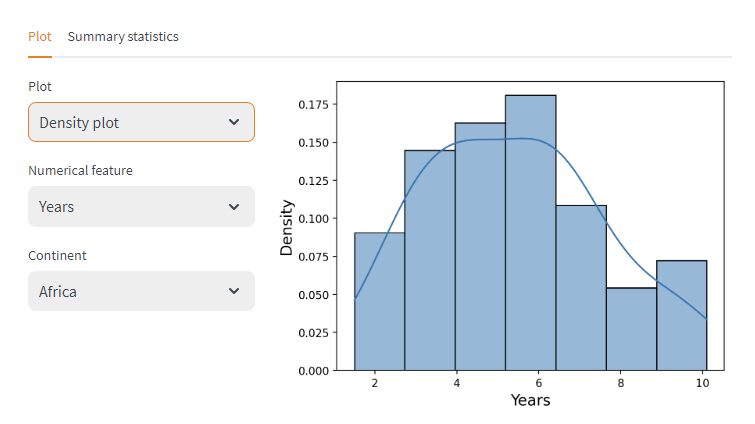 Plot Summary statistics
Plot
Density plot
Numerical feature
Years
Continent
Africa
Density
0.175
0.150
0.125
0.100
0.075
0.050
0.025
0.000
2 4 6 8 10
Years